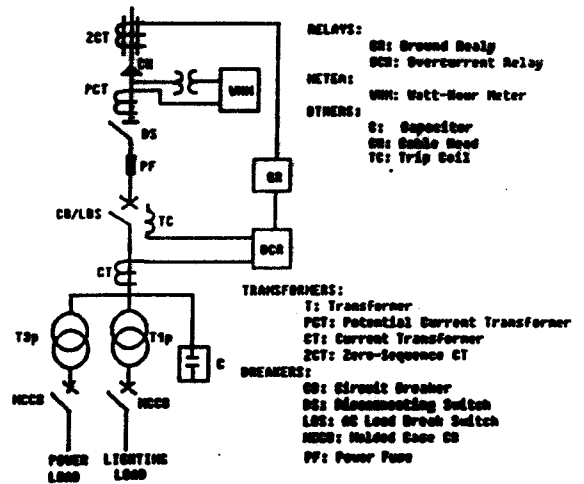 2CT
CH
PCT
WHM
DS
PF
GR
CB/LBS
TC
OCR
CT
T3p
T1p
C
MCCB
MCCB
POWER LOAD
LIGHTING LOAD
RELAYS:
GR: Ground Realy
OCR: Overcurrent Relay
METER:
WHM: Watt-Hour Meter
OTHERS:
C: Capacitor
CH: Cable Head
TC: Trip Coil
TRANSFORMERS:
T: Transformer
PCT: Potential Current Transformer
CT: Current Transformer
2CT: Zero-Sequence CT
BREAKERS:
CB: Circuit Breaker
DS: Disconnecting Switch
LBS: AC Load Break Switch
MCCB: Molded Case CB
PF: Power Fuse